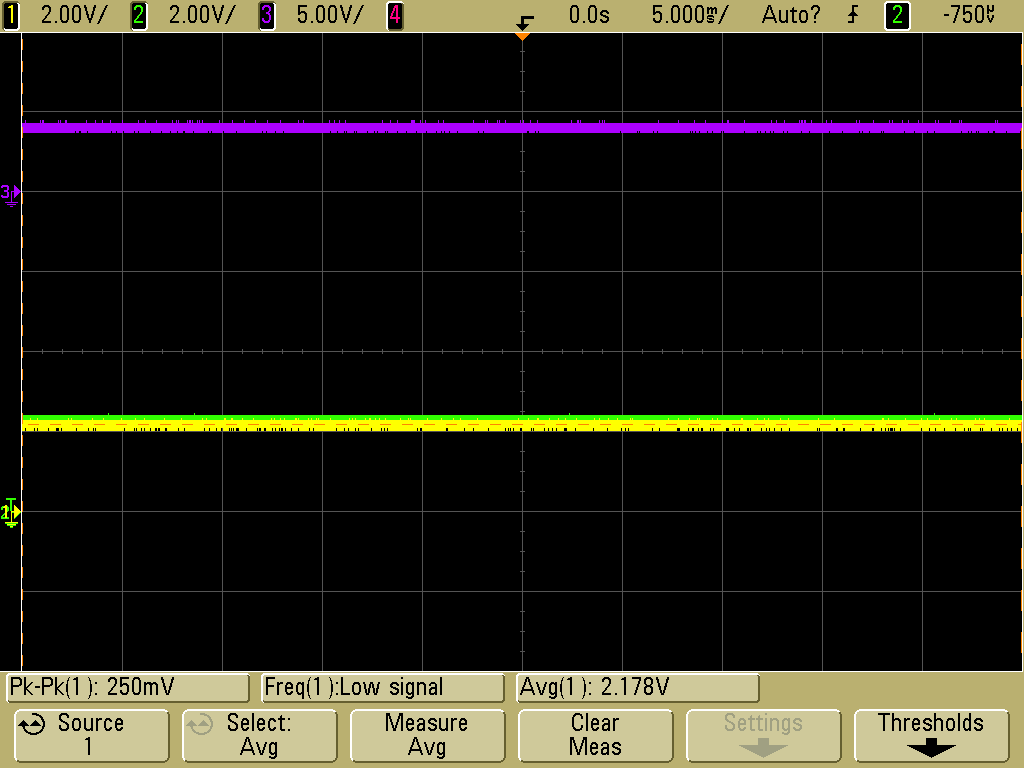 1 2.00V/ 2 2.00V/ 3 5.00V/ 4 0.0s 5.000ms/ Auto? 2 -750mV
3
T
2
Pk-Pk(1): 250mV Freq(1):Low signal Avg(1): 2.178V
Source Select: Measure Clear Settings Thresholds
1 Avg Avg Meas